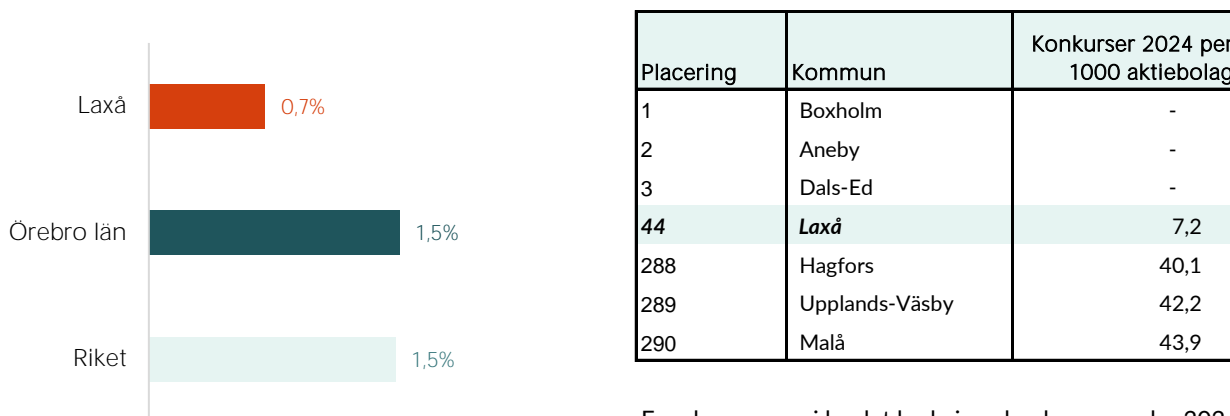 Laxå 0,7%
Örebro län 1,5%
Riket 1,5%
Placering Kommun Konkurser 2024 per
1000 aktiebolag
1 Boxholm -
2 Aneby -
3 Dals-Ed -
44 Laxå 7,2
288 Hagfors 40,1
289 Upplands-Väsby 42,2
290 Malå 43,9